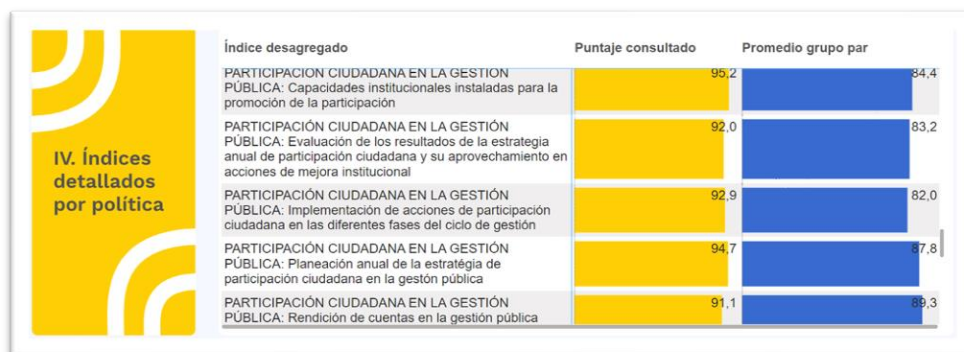 IV. Índices
detallados
por política
Índice desagregado Puntaje consultado Promedio grupo par
PARTICIPACIÓN CIUDADANA EN LA GESTIÓN
PÚBLICA: Capacidades institucionales instaladas para la
promoción de la participación
95,2 84,4
PARTICIPACIÓN CIUDADANA EN LA GESTIÓN
PÚBLICA: Evaluación de los resultados de la estrategia
anual de participación ciudadana y su aprovechamiento en
acciones de mejora institucional
92,0 83,2
PARTICIPACIÓN CIUDADANA EN LA GESTIÓN
PÚBLICA: Implementación de acciones de participación
ciudadana en las diferentes fases del ciclo de gestión
92,9 82,0
PARTICIPACIÓN CIUDADANA EN LA GESTIÓN
PÚBLICA: Planeación anual de la estratégia de
participación ciudadana en la gestón pública
94,7 87,8
PARTICIPACIÓN CIUDADANA EN LA GESTIÓN
PÚBLICA: Rendición de cuentas en la gestión pública
91,1 89,3